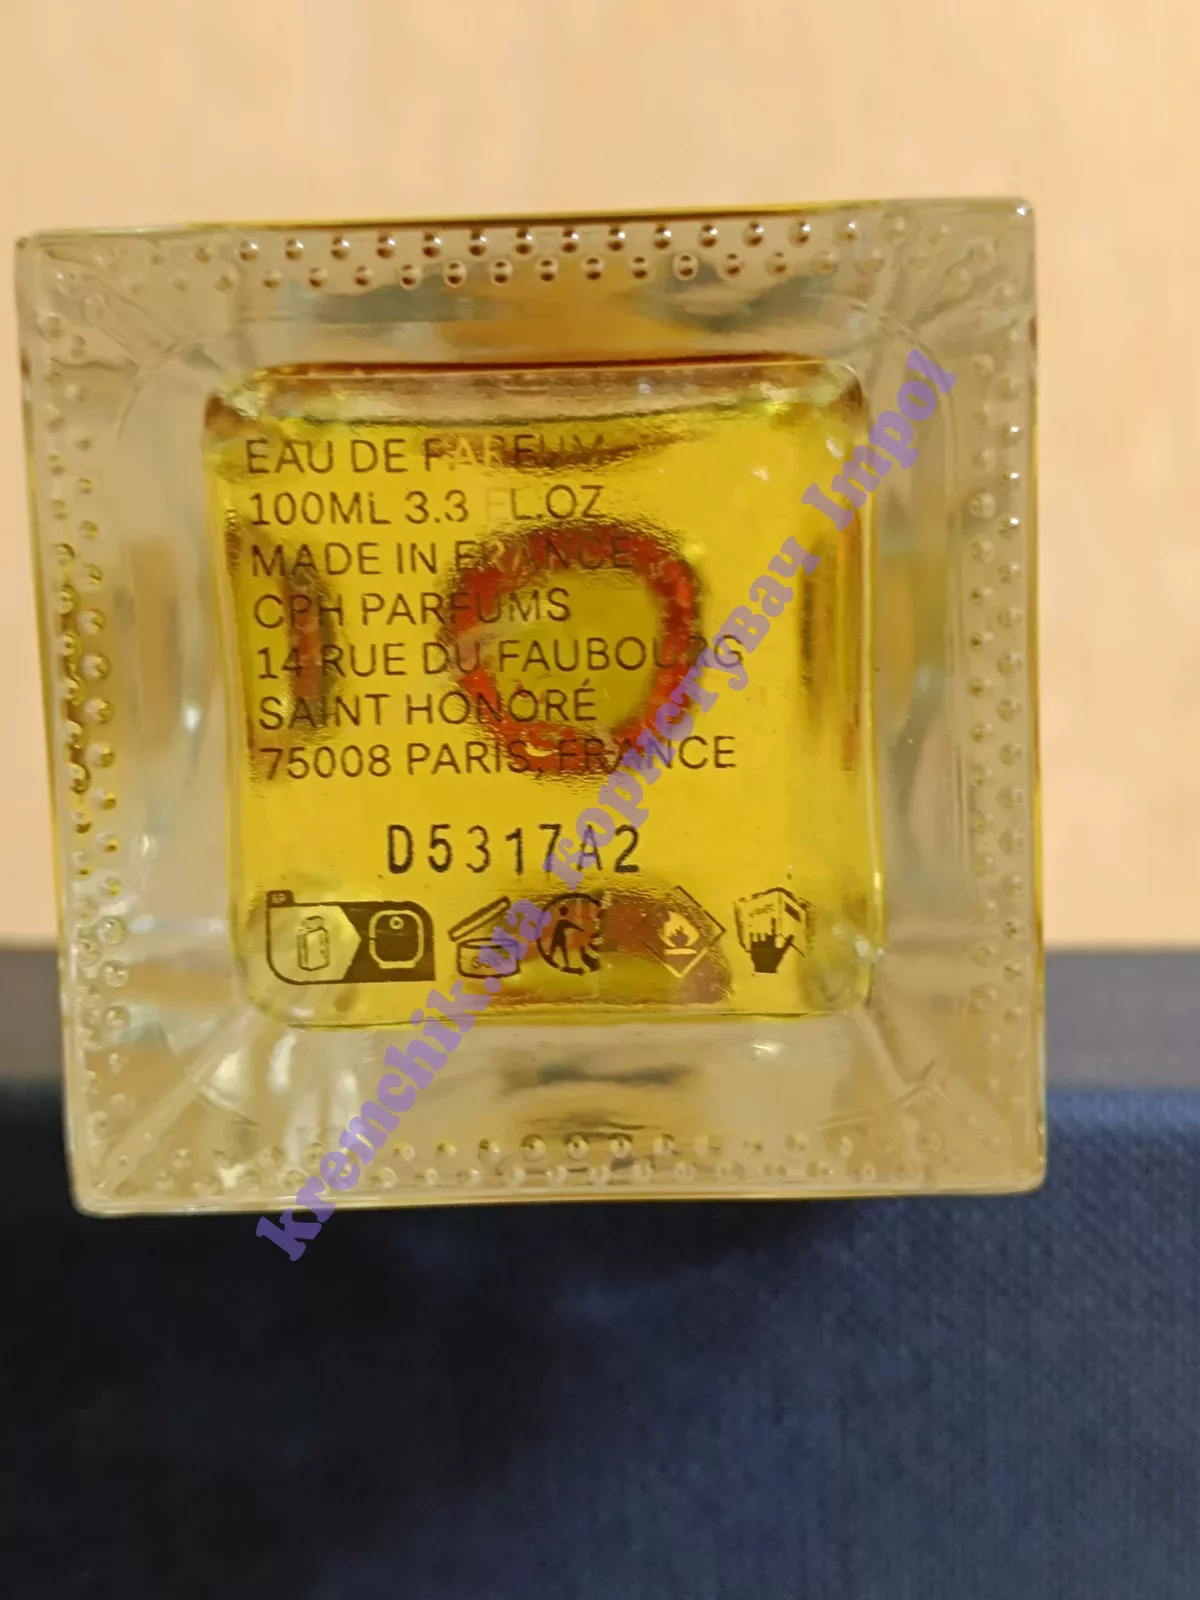 EAU DE PARFUM
100ML 3.3 FL.OZ
MADE IN FRANCE
CPH PARFUMS
14 RUE DU FAUBOURG
SAINT HONORÉ
75008 PARIS, FRANCE
D5317A2
kremchik.ua Користувач Impol